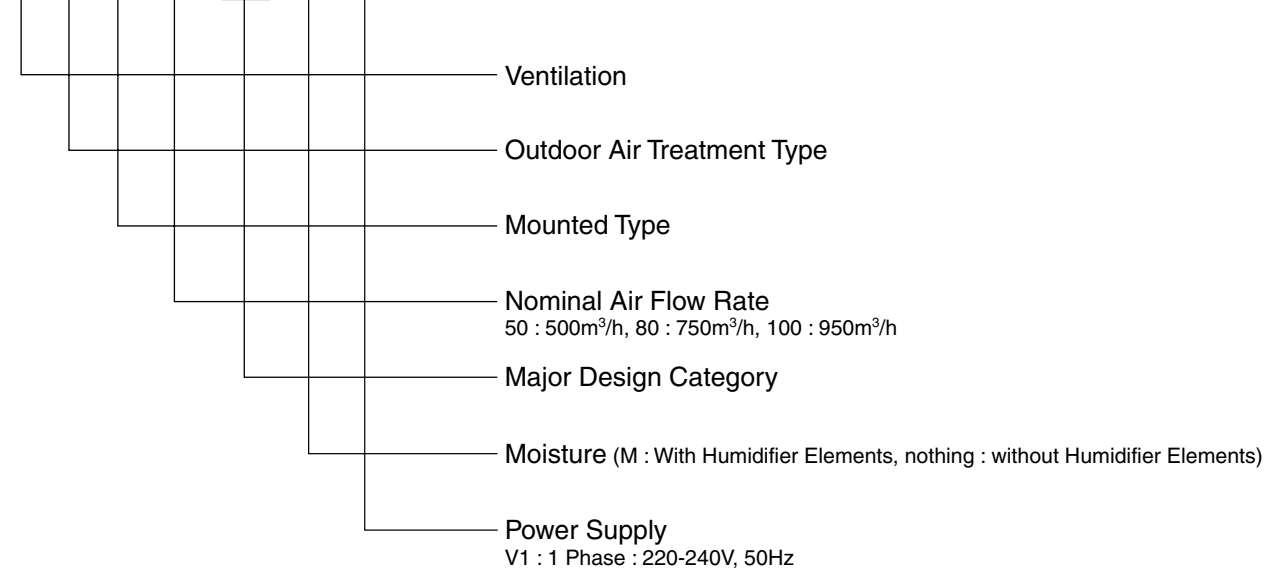 Ventilation
Outdoor Air Treatment Type
Mounted Type
Nominal Air Flow Rate
50 : 500m³/h, 80 : 750m³/h, 100 : 950m³/h
Major Design Category
Moisture (M : With Humidifier Elements, nothing : without Humidifier Elements)
Power Supply
V1 : 1 Phase : 220-240V, 50Hz